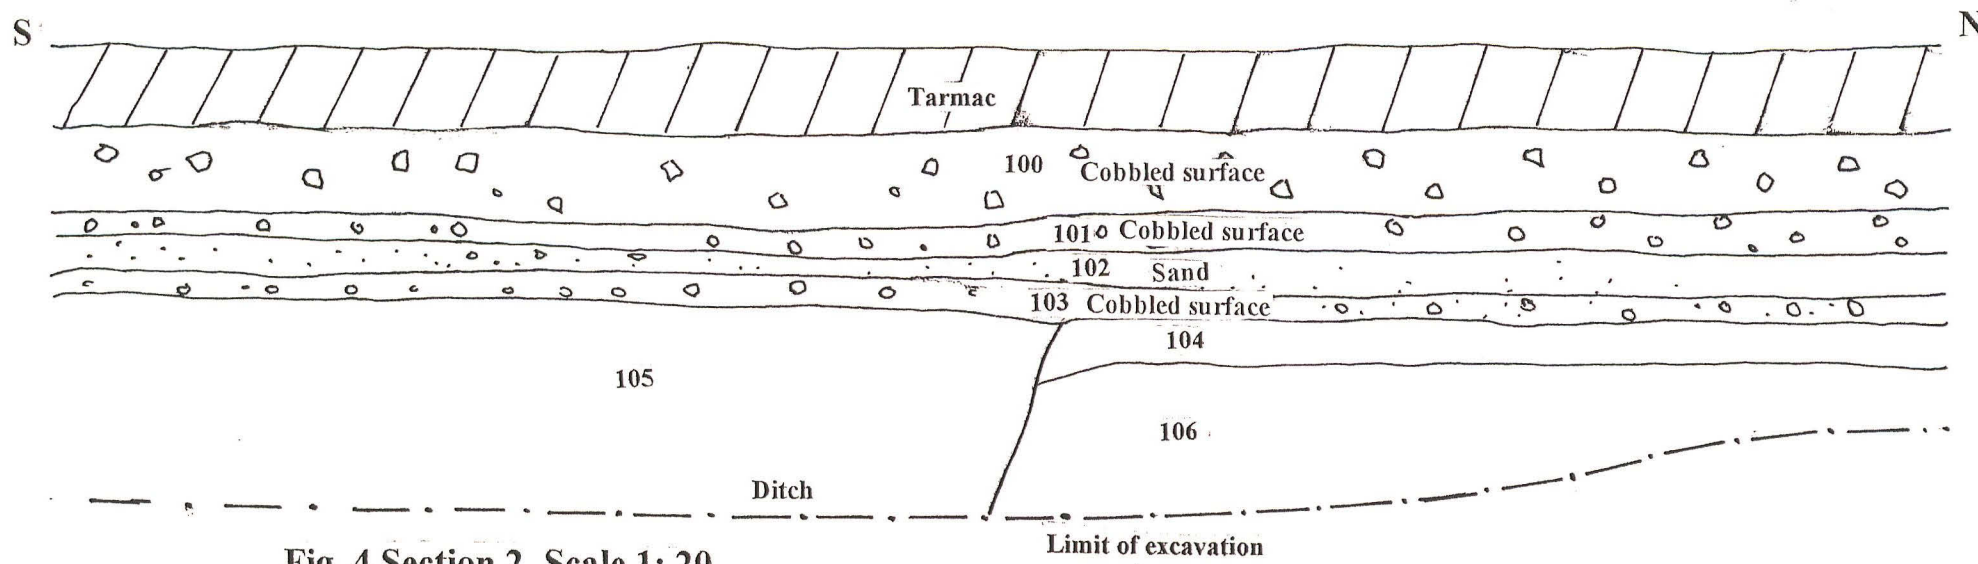 S N
Tarmac
100 Cobbled surface
101 Cobbled surface
102 Sand
103 Cobbled surface
104
105
106
Ditch
Limit of excavation
Fig. 4 Section 2 Scale 1: 20